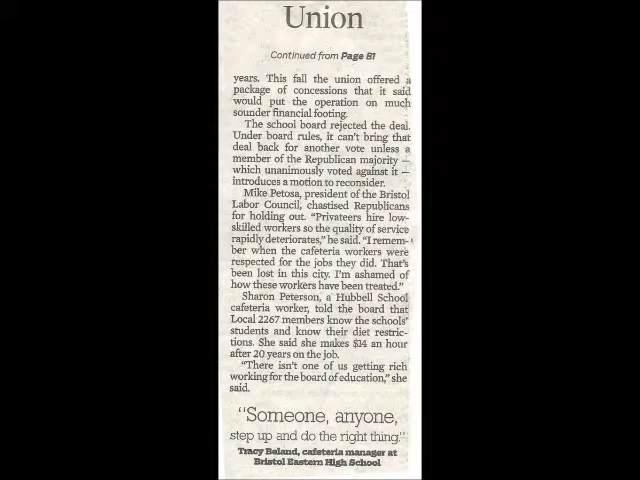 Union
Continued from Page B1
years. This fall the union offered a
package of concessions that it said
would put the operation on much
sounder financial footing.
The school board rejected the deal.
Under board rules, it can't bring that
deal back for another vote unless a
member of the Republican majority —
which unanimously voted against it —
introduces a motion to reconsider.
Mike Petosa, president of the Bristol
Labor Council, chastised Republicans
for holding out. “Privateers hire low-
skilled workers so the quality of service
rapidly deteriorates,” he said. “I remem-
ber when the cafeteria workers were
respected for the jobs they did. That's
been lost in this city. I'm ashamed of
how these workers have been treated.”
Sharon Peterson, a Hubbell School
cafeteria worker, told the board that
Local 2267 members know the schools'
students and know their diet restric-
tions. She said she makes $14 an hour
after 20 years on the job.
“There isn't one of us getting rich
working for the board of education,” she
said.
“Someone, anyone,
step up and do the right thing.”
Tracy Beland, cafeteria manager at
Bristol Eastern High School